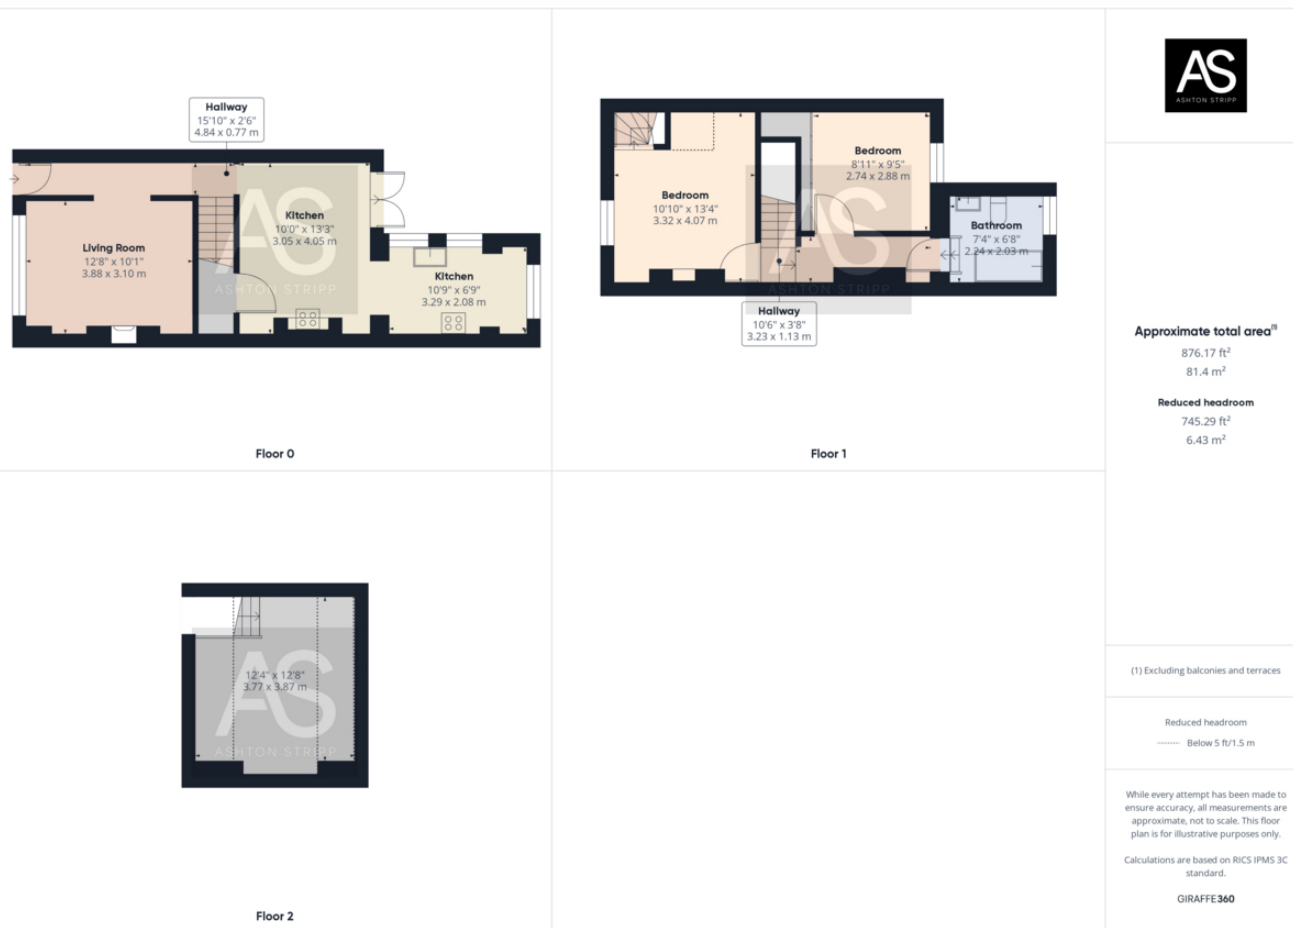 Hallway
15'10" x 2'6"
4.84 x 0.77 m
Living Room
12'8" x 10'1"
3.88 x 3.10 m
Kitchen
10'0" x 13'3"
3.05 x 4.05 m
Kitchen
10'9" x 6'9"
3.29 x 2.08 m
AS
ASHTON STRIPP
Floor 0
Bedroom
10'10" x 13'4"
3.32 x 4.07 m
Bedroom
8'11" x 9'5"
2.74 x 2.88 m
Bathroom
7'4" x 6'8"
2.24 x 2.03 m
Hallway
10'6" x 3'8"
3.23 x 1.13 m
AS
ASHTON STRIPP
Floor 1
12'4" x 12'8"
3.77 x 3.87 m
AS
ASHTON STRIPP
Floor 2
AS
ASHTON STRIPP
Approximate total area⁽¹⁾
876.17 ft²
81.4 m²
Reduced headroom
745.29 ft²
6.43 m²
(1) Excluding balconies and terraces
Reduced headroom
Below 5 ft/1.5 m
While every attempt has been made to
ensure accuracy, all measurements are
approximate, not to scale. This floor
plan is for illustrative purposes only.
Calculations are based on RICS IPMS 3C
standard.
GIRAFFE360